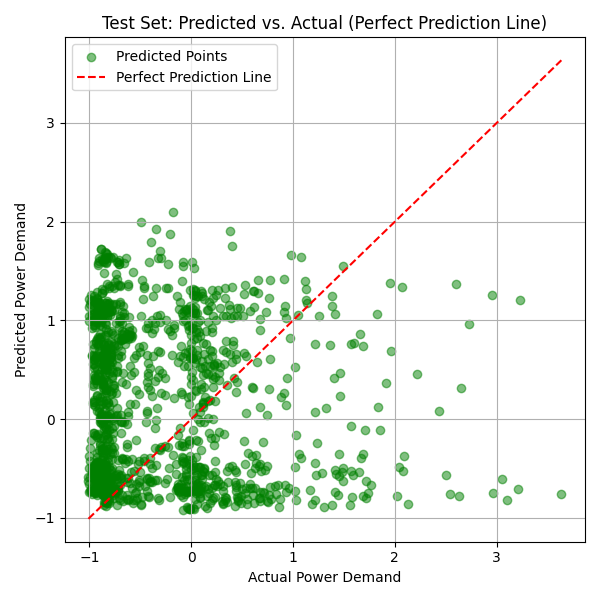 Test Set: Predicted vs. Actual (Perfect Prediction Line)
Predicted Points
Perfect Prediction Line
Predicted Power Demand
3
2
1
0
−1
−1 0 1 2 3
Actual Power Demand